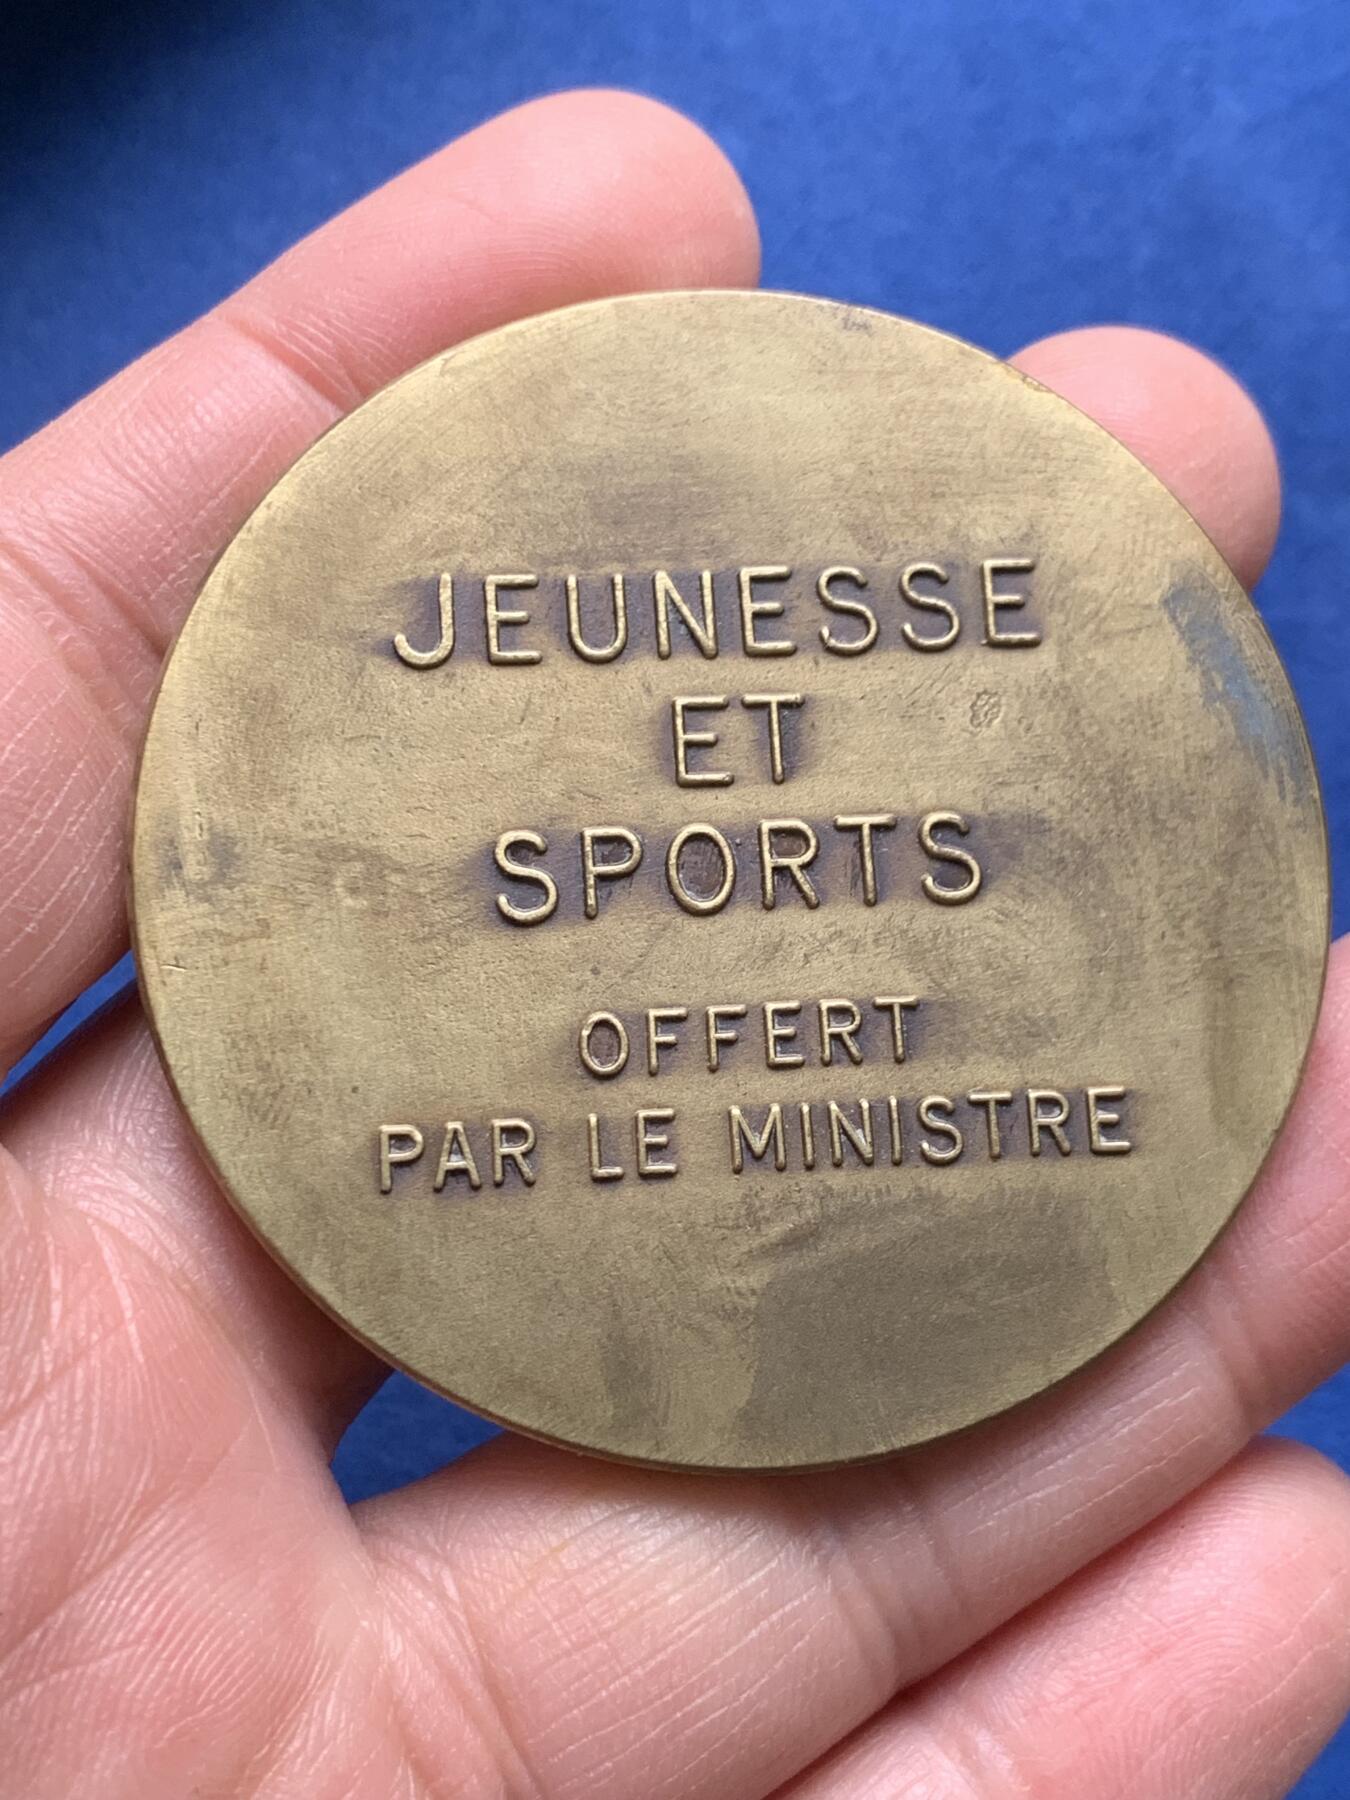 JEUNESSE
ET
SPORTS
OFFERT
PAR LE MINISTRE